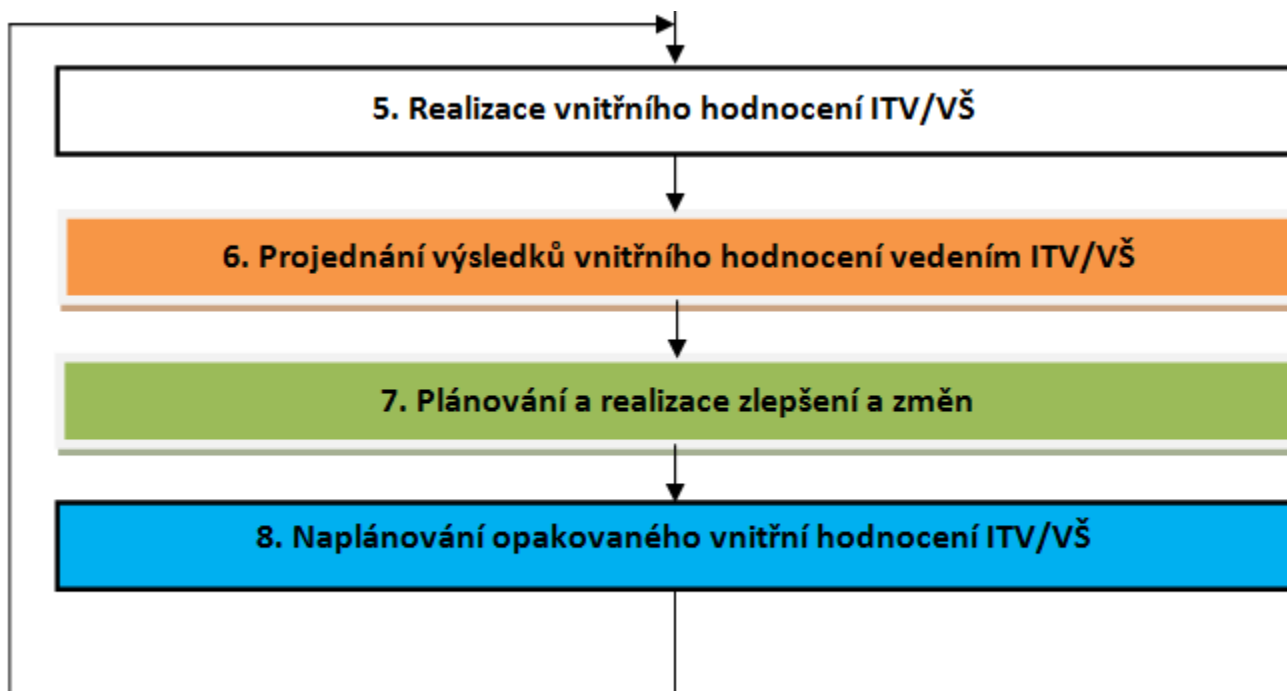 5. Realizace vnitřního hodnocení ITV/VŠ
6. Projednání výsledků vnitřního hodnocení vedením ITV/VŠ
7. Plánování a realizace zlepšení a změn
8. Naplánování opakovaného vnitřní hodnocení ITV/VŠ